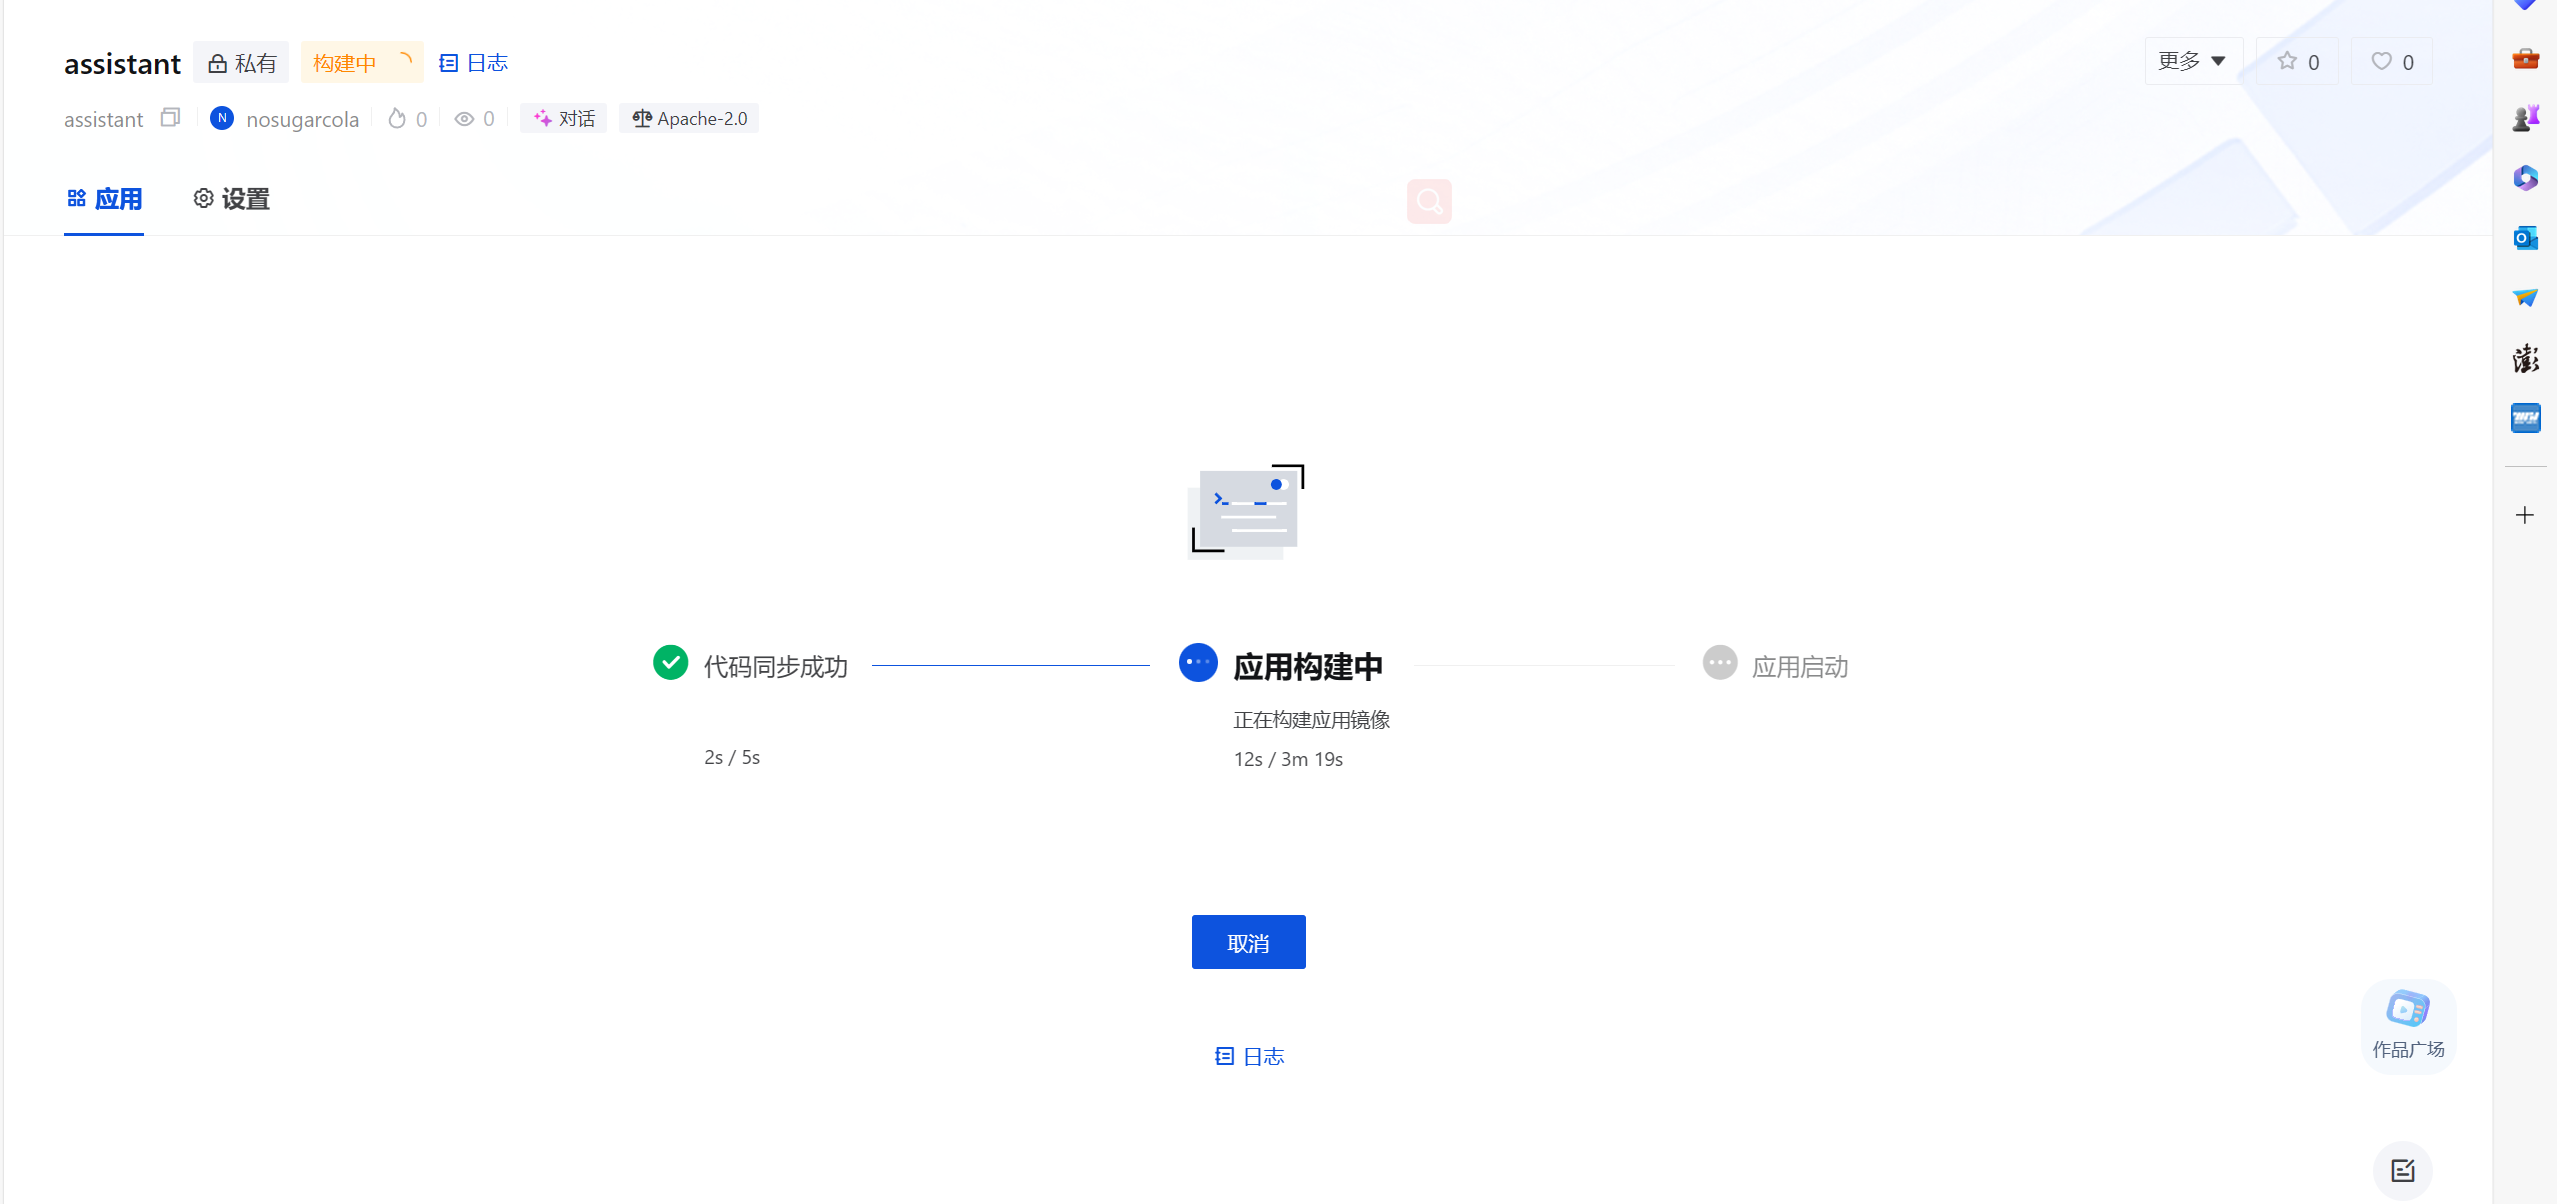 assistant 私有 构建中 日志 更多 0 0
assistant N nosugarcola 0 0 对话 Apache-2.0
应用 设置
代码同步成功 应用构建中 应用启动
正在构建应用镜像
2s / 5s 12s / 3m 19s
取消
作品广场
日志